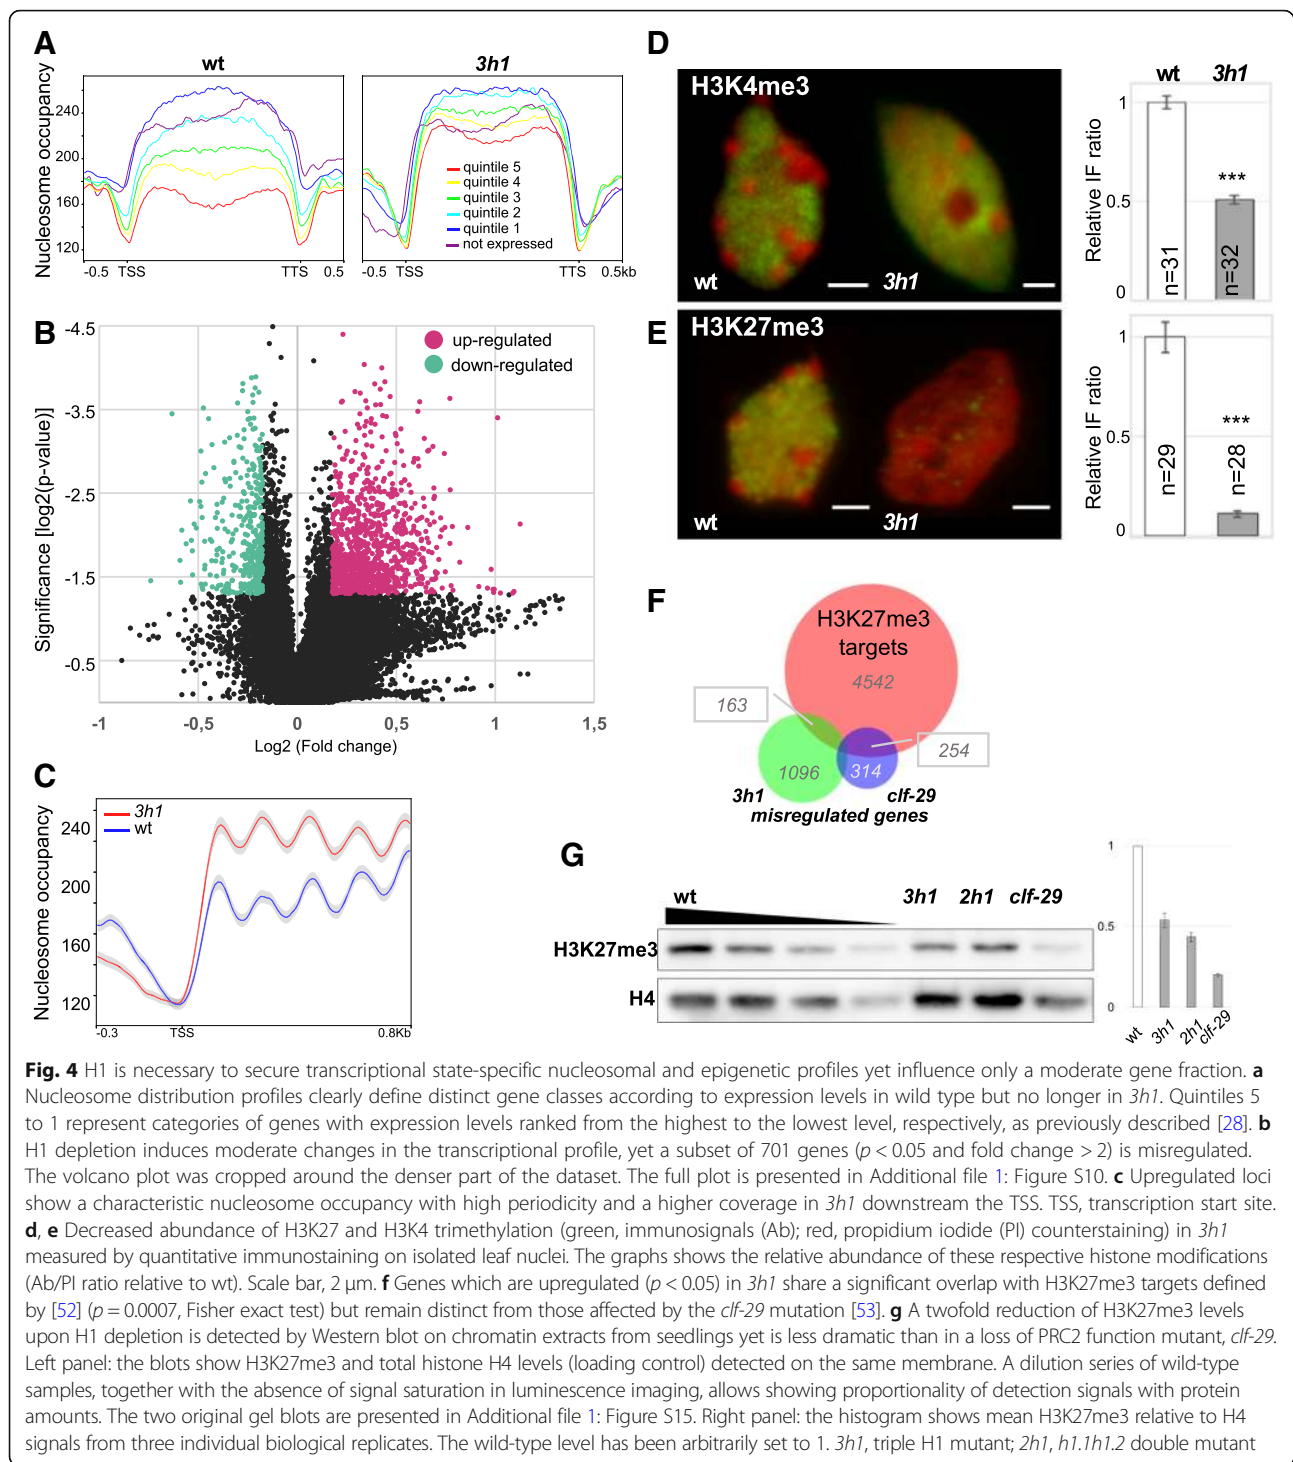 A
wt
3h1
Nucleosome occupancy
240
200
160
120
-0.5
TSS
TTS
0.5
quintile 5
quintile 4
quintile 3
quintile 2
quintile 1
not expressed
-0.5
TSS
TTS
0.5kb
B
Significance [log2(p-value)]
-4.5
-3.5
-2.5
-1.5
-0.5
up-regulated
down-regulated
-1
-0,5
0
0,5
1
1,5
Log2 (Fold change)
C
Nucleosome occupancy
240
200
160
120
3h1
wt
-0.3
TSS
0.8Kb
D
H3K4me3
wt
3h1
Relative IF ratio
1
0.5
0
wt
3h1
***
n=31
n=32
E
H3K27me3
wt
3h1
Relative IF ratio
1
0.5
0
***
n=29
n=28
F
H3K27me3
targets
4542
163
254
1096
314
3h1
clf-29
misregulated genes
G
wt
3h1
2h1
clf-29
H3K27me3
H4
1
0.5
0
wt
3h1
2h1
clf-29
Fig. 4 H1 is necessary to secure transcriptional state-specific nucleosomal and epigenetic profiles yet influence only a moderate gene fraction. a
Nucleosome distribution profiles clearly define distinct gene classes according to expression levels in wild type but no longer in 3h1. Quintiles 5
to 1 represent categories of genes with expression levels ranked from the highest to the lowest level, respectively, as previously described [28]. b
H1 depletion induces moderate changes in the transcriptional profile, yet a subset of 701 genes (p < 0.05 and fold change > 2) is misregulated.
The volcano plot was cropped around the denser part of the dataset. The full plot is presented in Additional file 1: Figure S10. c Upregulated loci
show a characteristic nucleosome occupancy with high periodicity and a higher coverage in 3h1 downstream the TSS. TSS, transcription start site.
d, e Decreased abundance of H3K27 and H3K4 trimethylation (green, immunosignals (Ab); red, propidium iodide (PI) counterstaining) in 3h1
measured by quantitative immunostaining on isolated leaf nuclei. The graphs shows the relative abundance of these respective histone modifications
(Ab/PI ratio relative to wt). Scale bar, 2 μm. f Genes which are upregulated (p < 0.05) in 3h1 share a significant overlap with H3K27me3 targets defined
by [52] (p = 0.0007, Fisher exact test) but remain distinct from those affected by the clf-29 mutation [53]. g A twofold reduction of H3K27me3 levels
upon H1 depletion is detected by Western blot on chromatin extracts from seedlings yet is less dramatic than in a loss of PRC2 function mutant, clf-29.
Left panel: the blots show H3K27me3 and total histone H4 levels (loading control) detected on the same membrane. A dilution series of wild-type
samples, together with the absence of signal saturation in luminescence imaging, allows showing proportionality of detection signals with protein
amounts. The two original gel blots are presented in Additional file 1: Figure S15. Right panel: the histogram shows mean H3K27me3 relative to H4
signals from three individual biological replicates. The wild-type level has been arbitrarily set to 1. 3h1, triple H1 mutant; 2h1, h1.1h1.2 double mutant